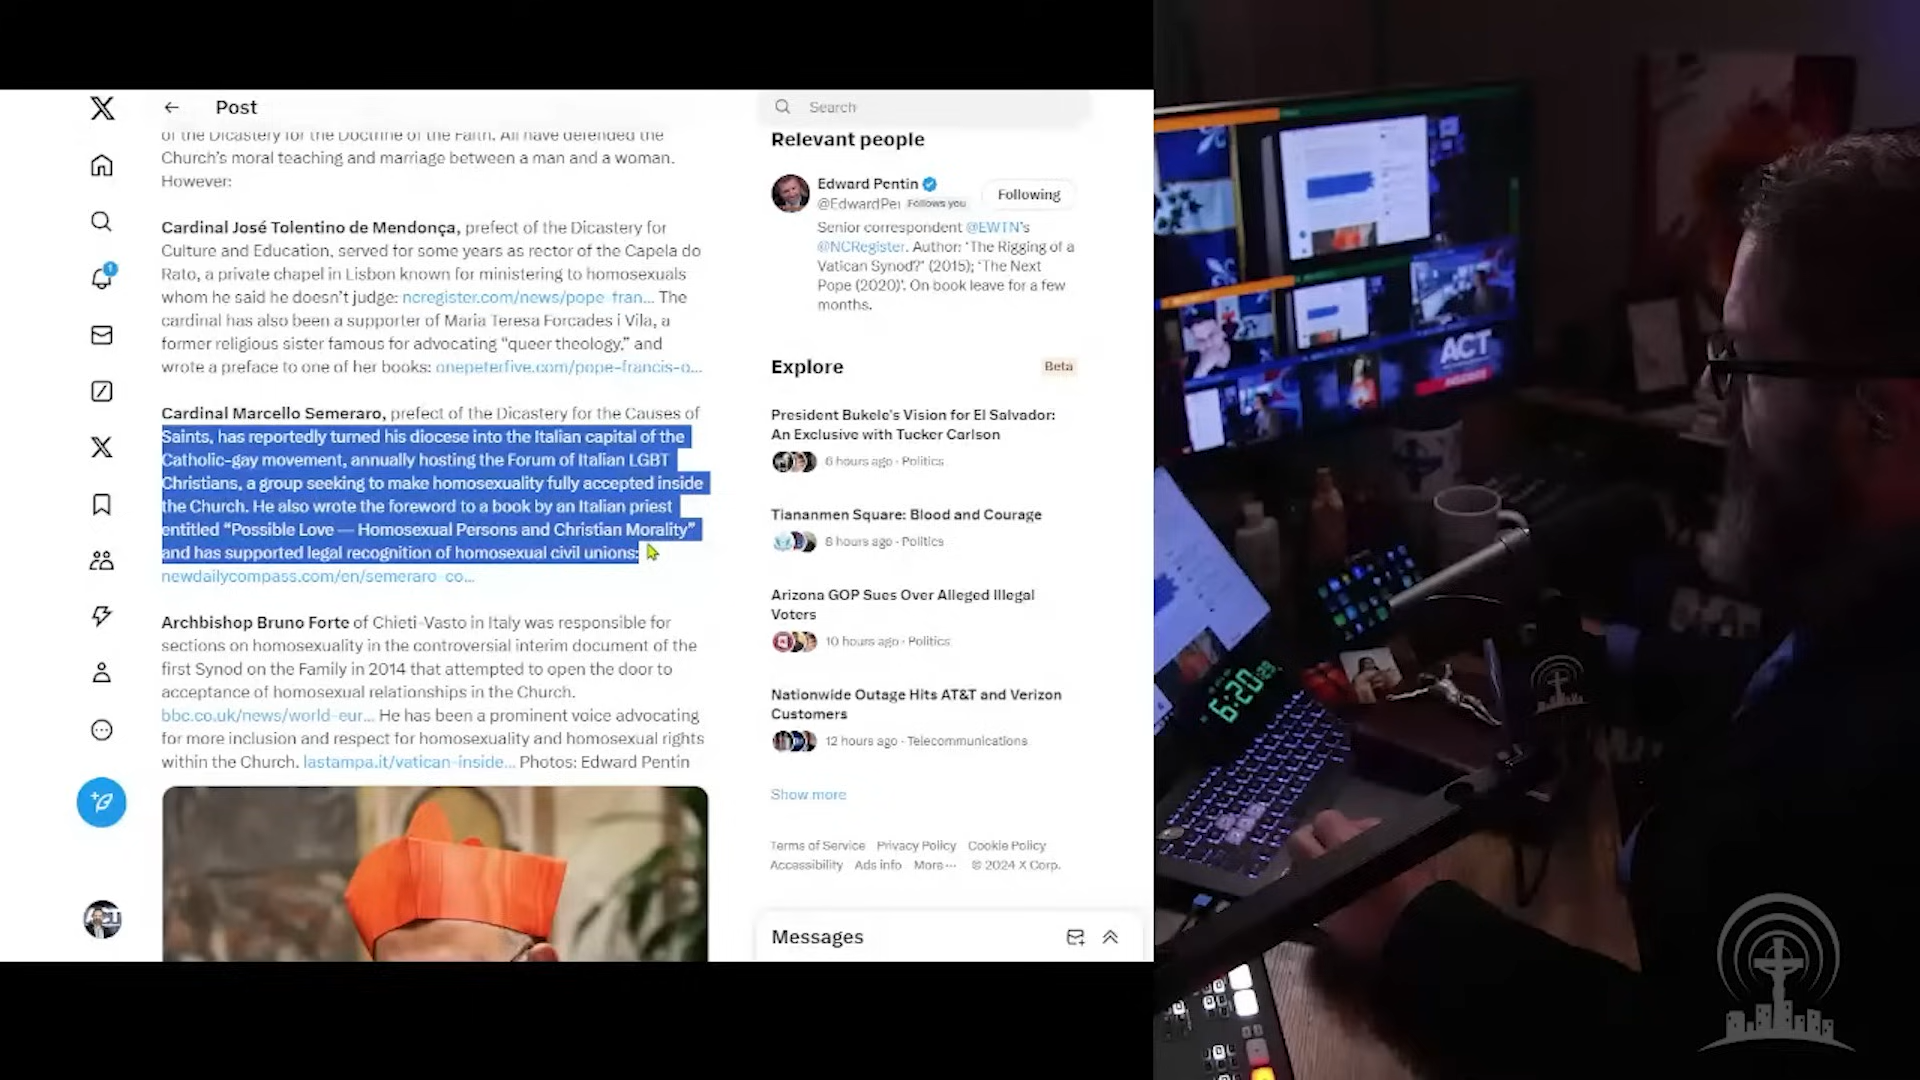 Post
of the Dicastery for the Doctrine of the Faith. All have defended the
Church's moral teaching and marriage between a man and a woman.
However:
Cardinal José Tolentino de Mendonça, prefect of the Dicastery for
Culture and Education, served for some years as rector of the Capela do
Rato, a private chapel in Lisbon known for ministering to homosexuals
whom he said he doesn't judge: ncregister.com/news/pope-fran... The
cardinal has also been a supporter of Maria Teresa Forcades i Vila, a
former religious sister famous for advocating "queer theology," and
wrote a preface to one of her books: onepeterfive.com/pope-francis-o...
Cardinal Marcello Semeraro, prefect of the Dicastery for the Causes of
Saints, has reportedly turned his diocese into the Italian capital of the
Catholic-gay movement, annually hosting the Forum of Italian LGBT
Christians, a group seeking to make homosexuality fully accepted inside
the Church. He also wrote the foreword to a book by an Italian priest
entitled "Possible Love — Homosexual Persons and Christian Morality"
and has supported legal recognition of homosexual civil unions:
newdailycompass.com/en/semeraro-co...
Archbishop Bruno Forte of Chieti-Vasto in Italy was responsible for
sections on homosexuality in the controversial interim document of the
first Synod on the Family in 2014 that attempted to open the door to
acceptance of homosexual relationships in the Church.
bbc.co.uk/news/world-eur... He has been a prominent voice advocating
for more inclusion and respect for homosexuality and homosexual rights
within the Church. lastampa.it/vatican-inside... Photos: Edward Pentin
Search
Relevant people
Edward Pentin
@EdwardPe Follows you
Following
Senior correspondent @EWTN's
@NCRegister. Author: 'The Rigging of a
Vatican Synod?' (2015); 'The Next
Pope (2020)'. On book leave for a few
months.
Explore
Beta
President Bukele's Vision for El Salvador:
An Exclusive with Tucker Carlson
6 hours ago · Politics
Tiananmen Square: Blood and Courage
8 hours ago · Politics
Arizona GOP Sues Over Alleged Illegal
Voters
10 hours ago · Politics
Nationwide Outage Hits AT&T and Verizon
Customers
12 hours ago · Telecommunications
Show more
Terms of Service Privacy Policy Cookie Policy
Accessibility Ads info More ··· © 2024 X Corp.
Messages
ACT
6:20